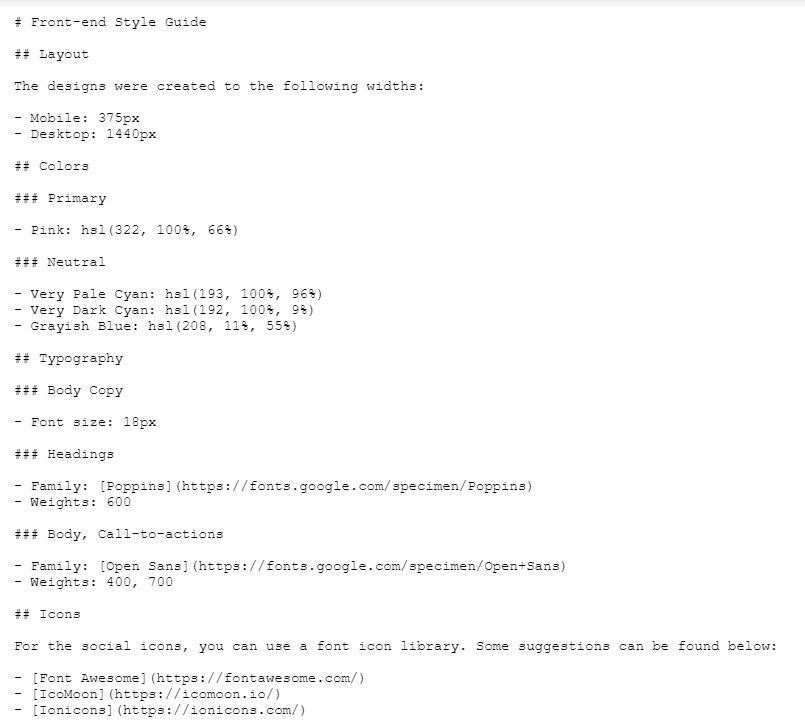 # Front-end Style Guide
## Layout
The designs were created to the following widths:
- Mobile: 375px
- Desktop: 1440px
## Colors
### Primary
- Pink: hsl(322, 100%, 66%)
### Neutral
- Very Pale Cyan: hsl(193, 100%, 96%)
- Very Dark Cyan: hsl(192, 100%, 9%)
- Grayish Blue: hsl(208, 11%, 55%)
## Typography
### Body Copy
- Font size: 18px
### Headings
- Family: [Poppins](https://fonts.google.com/specimen/Poppins)
- Weights: 600
### Body, Call-to-actions
- Family: [Open Sans](https://fonts.google.com/specimen/Open+Sans)
- Weights: 400, 700
## Icons
For the social icons, you can use a font icon library. Some suggestions can be found below:
- [Font Awesome](https://fontawesome.com/)
- [IcoMoon](https://icomoon.io/)
- [Ionicons](https://ionicons.com/)